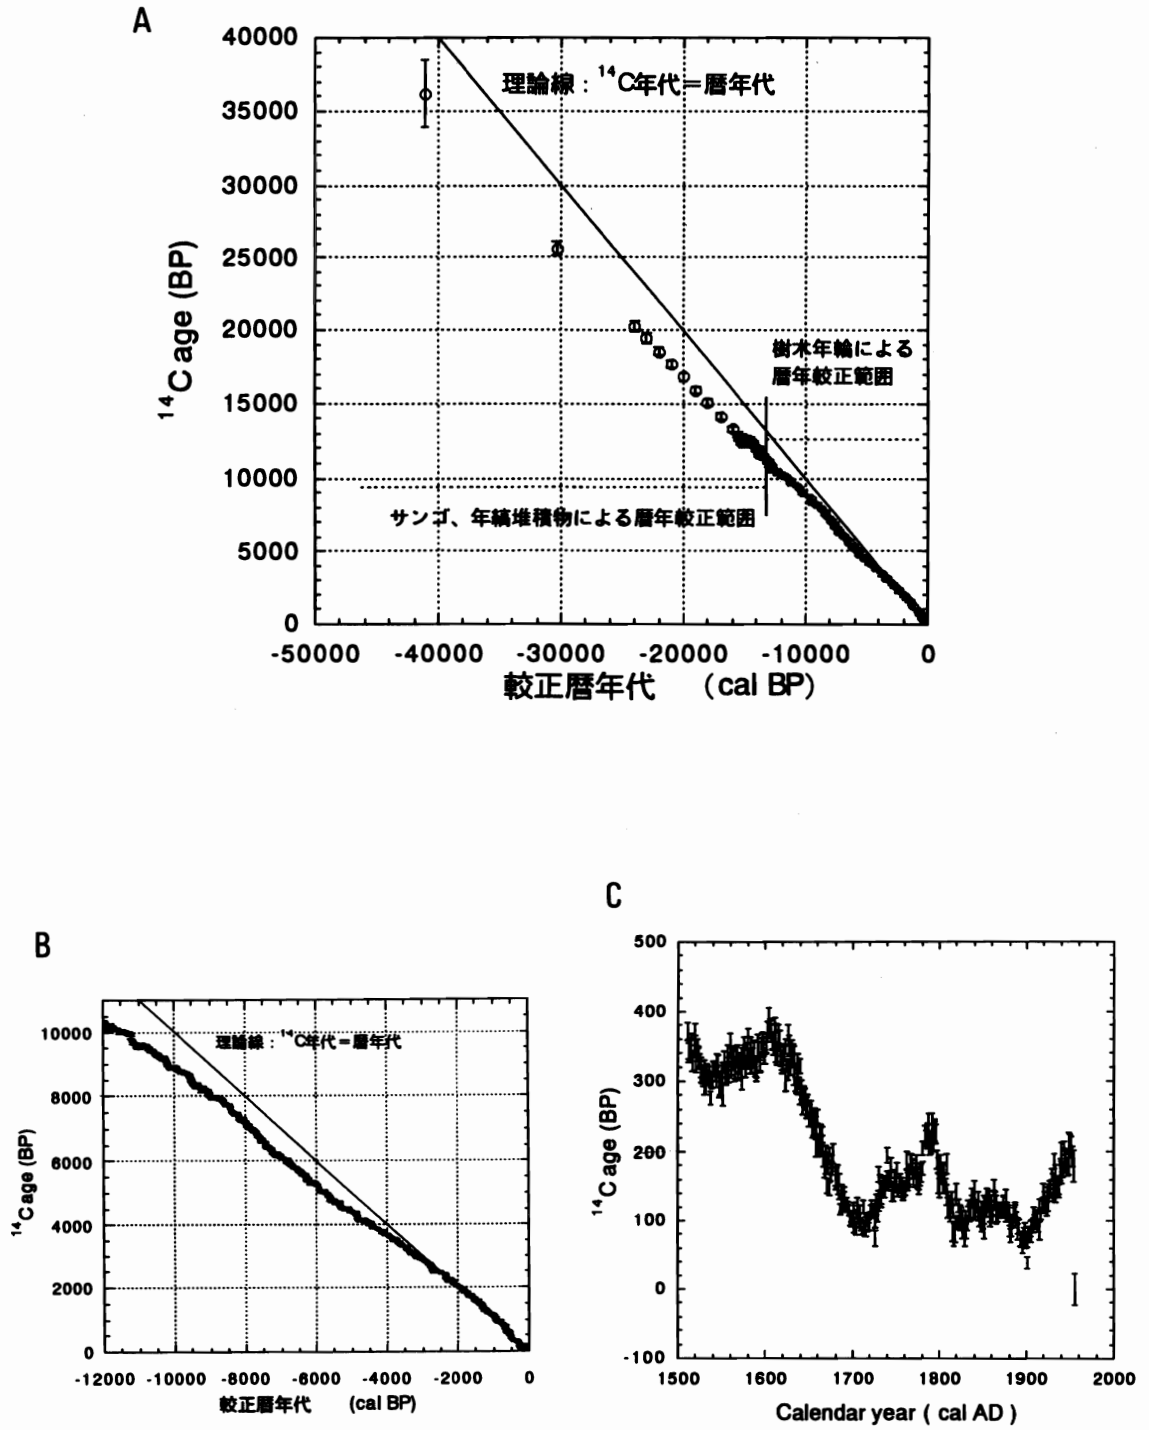 A
40000
35000
30000
25000
20000
15000
10000
5000
0
¹⁴C age (BP)
理論線：¹⁴C年代＝暦年代
樹木年輪による
暦年較正範囲
サンゴ、年縞堆積物による暦年較正範囲
-50000 -40000 -30000 -20000 -10000 0
較正暦年代 （cal BP）
B
10000
8000
6000
4000
2000
0
¹⁴C age (BP)
理論線：¹⁴C年代＝暦年代
-12000 -10000 -8000 -6000 -4000 -2000 0
較正暦年代 (cal BP)
C
500
400
300
200
100
0
-100
¹⁴C age (BP)
1500 1600 1700 1800 1900 2000
Calendar year ( cal AD )